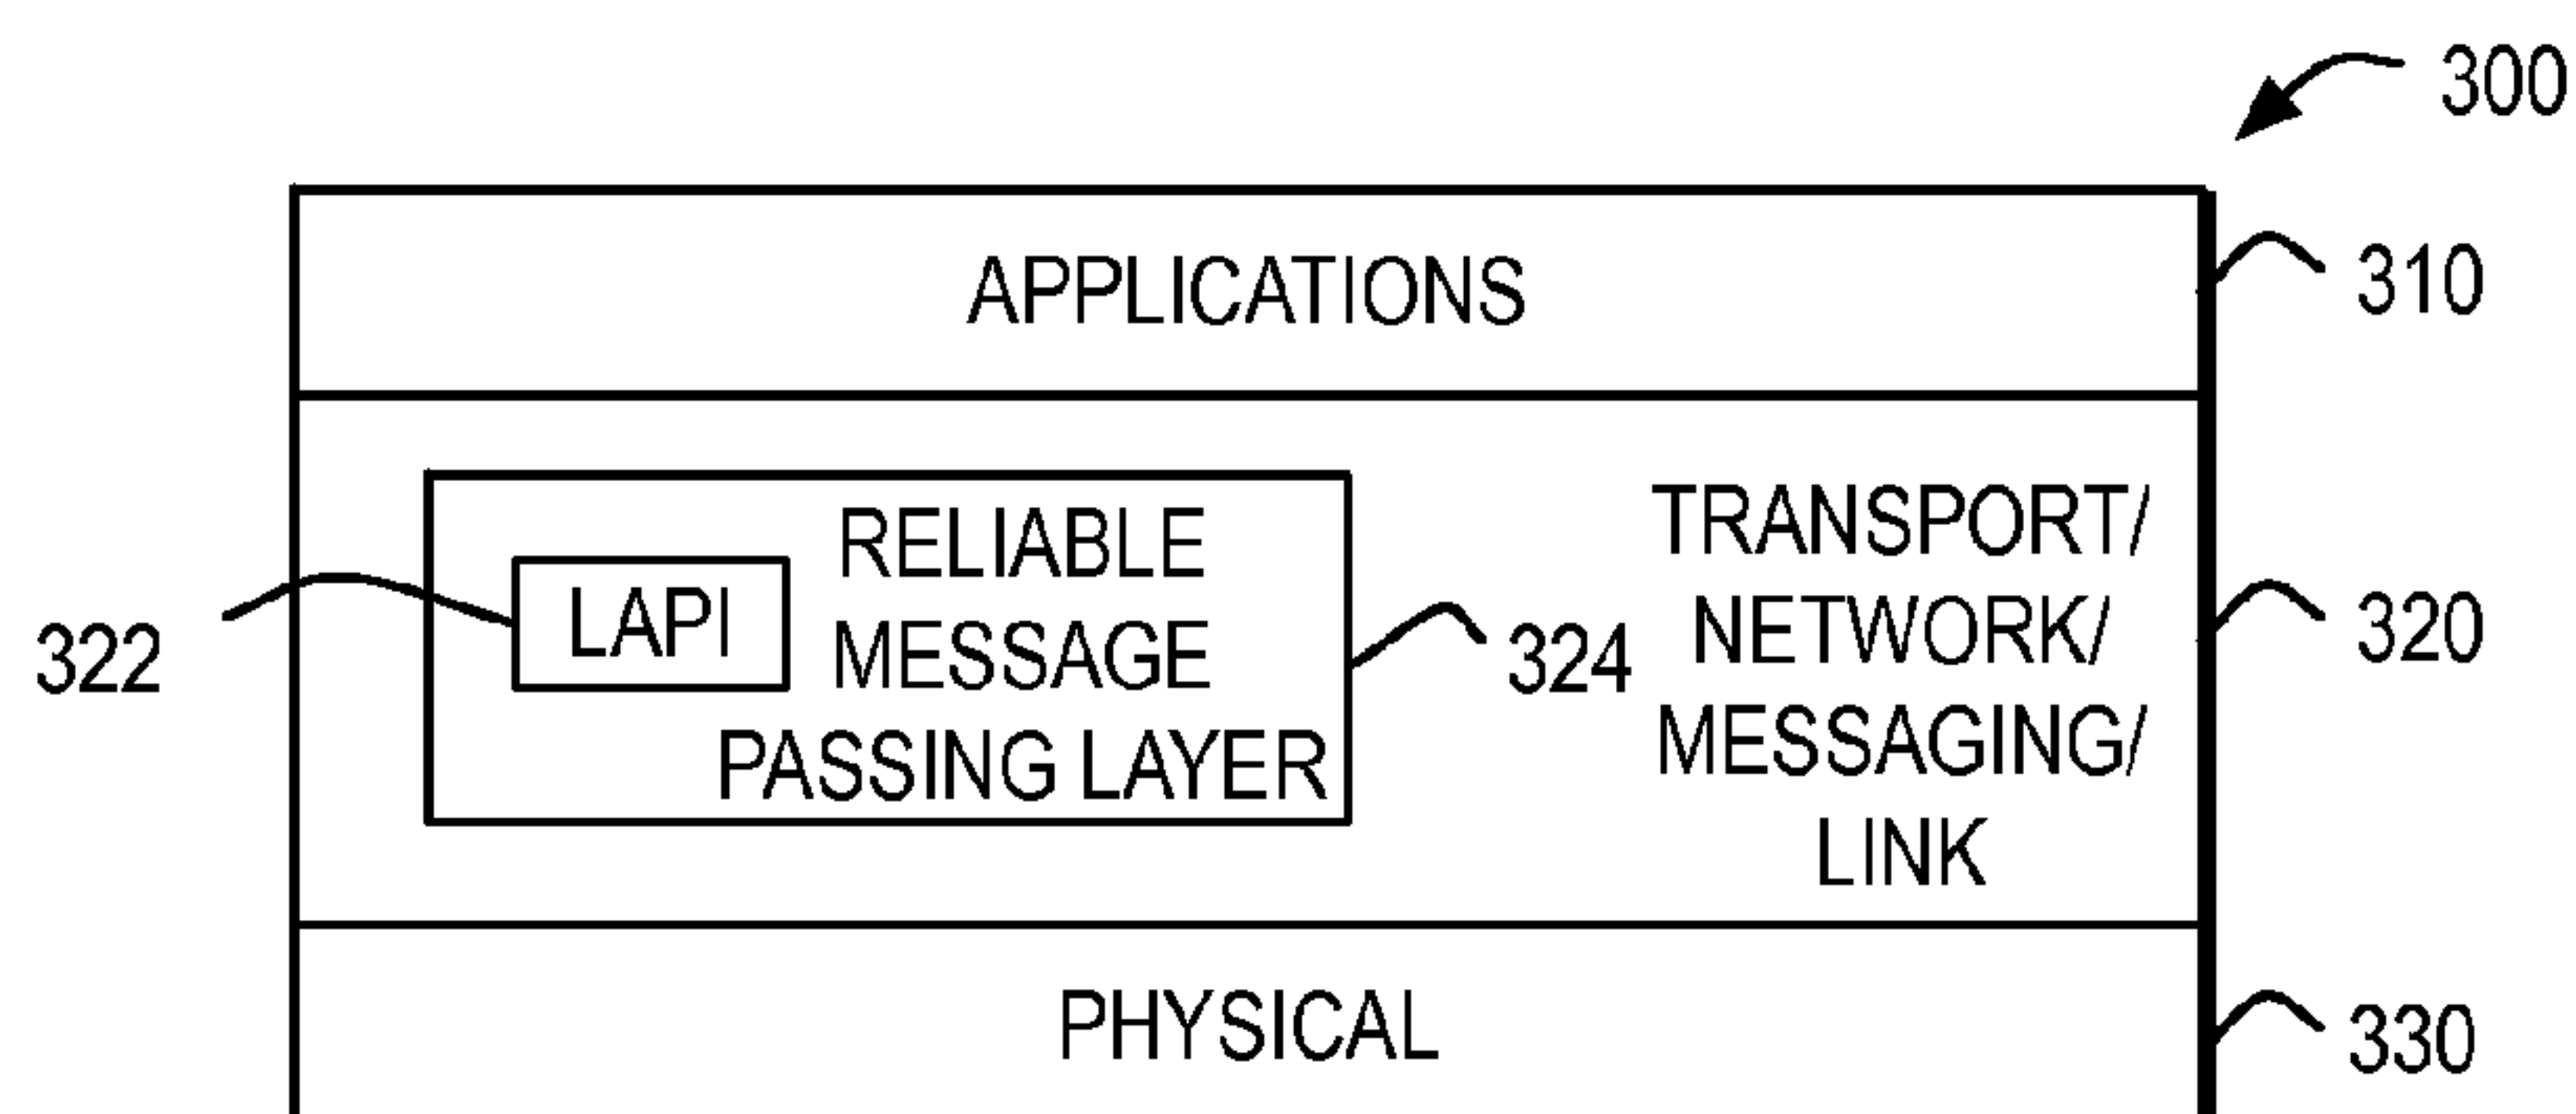 300
APPLICATIONS
310
RELIABLE
MESSAGE
PASSING LAYER
LAPI
322
324
TRANSPORT/
NETWORK/
MESSAGING/
LINK
320
PHYSICAL
330